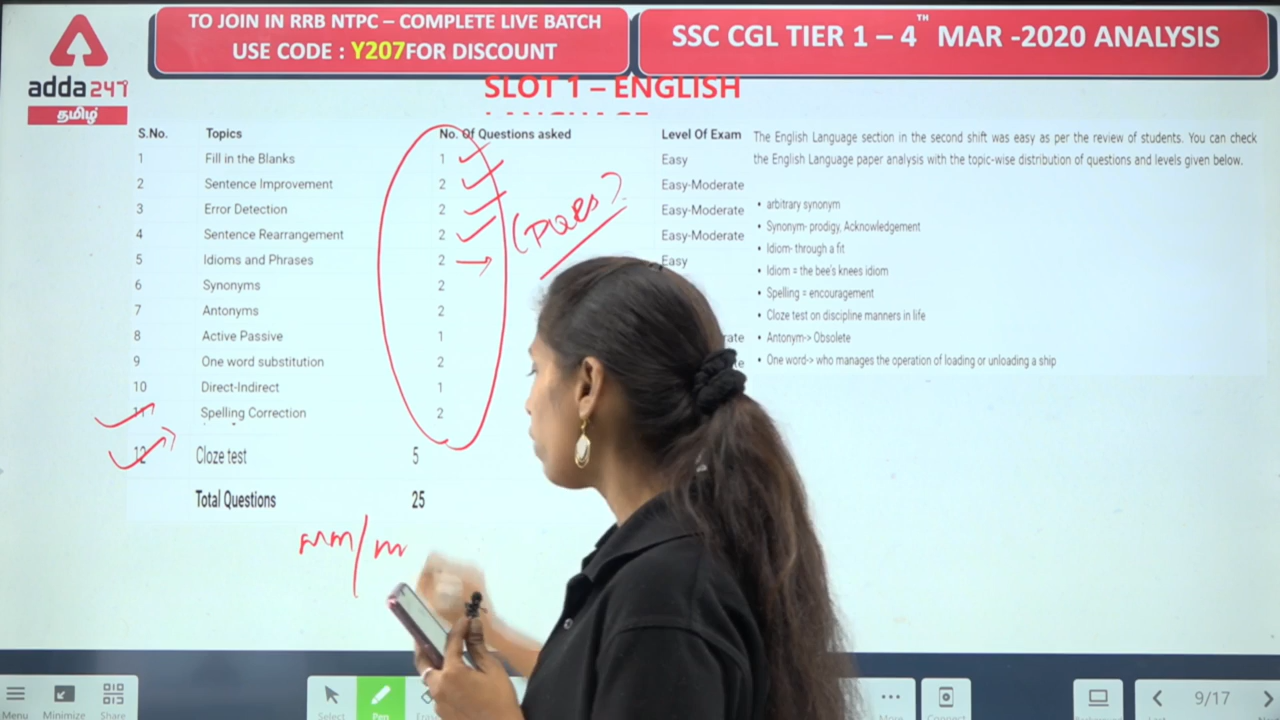 TO JOIN IN RRB NTPC – COMPLETE LIVE BATCH
USE CODE : Y207FOR DISCOUNT
SSC CGL TIER 1 – 4TH MAR -2020 ANALYSIS
adda247
தமிழ்
SLOT 1 – ENGLISH
S.No. Topics No. Of Questions asked Level Of Exam
1 Fill in the Blanks 1 Easy
2 Sentence Improvement 2 Easy-Moderate
3 Error Detection 2 Easy-Moderate
4 Sentence Rearrangement 2 Easy-Moderate
5 Idioms and Phrases 2 Easy
6 Synonyms 2
7 Antonyms 2
8 Active Passive 1 rate
9 One word substitution 2 te
10 Direct-Indirect 1
11 Spelling Correction 2
12 Cloze test 5
Total Questions 25
The English Language section in the second shift was easy as per the review of students. You can check
the English Language paper analysis with the topic-wise distribution of questions and levels given below.
• arbitrary synonym
• Synonym- prodigy, Acknowledgement
• Idiom- through a fit
• Idiom = the bee's knees idiom
• Spelling = encouragement
• Cloze test on discipline manners in life
• Antonym-> Obsolete
• One word-> who manages the operation of loading or unloading a ship
Menu Minimize Share Select Pen More Connect 9/17